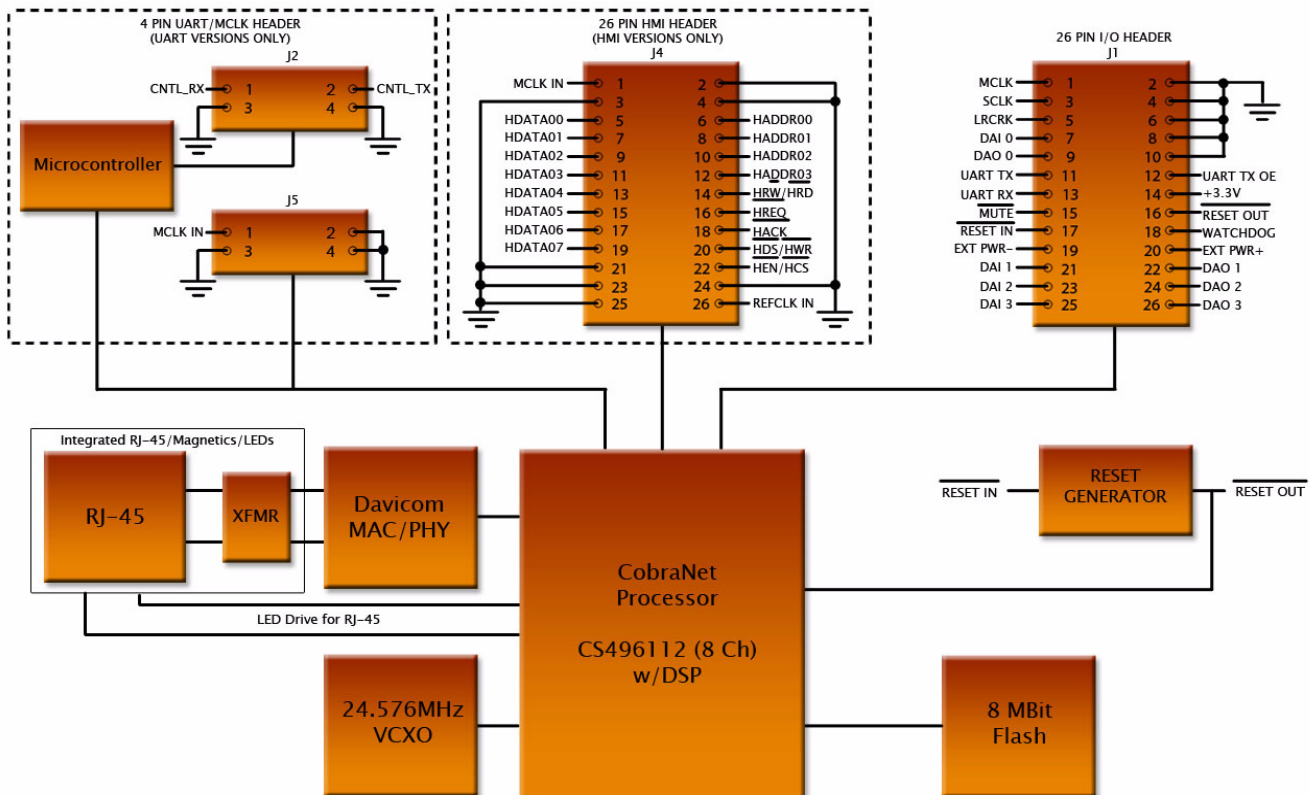 4 PIN UART/MCLK HEADER
(UART VERSIONS ONLY)
J2
CNTL_RX 1 2 CNTL_TX
3 4
Microcontroller
J5
MCLK IN 1 2
3 4
26 PIN HMI HEADER
(HMI VERSIONS ONLY)
J4
MCLK IN 1 2
3 4
HDATA00 5 6 HADDR00
HDATA01 7 8 HADDR01
HDATA02 9 10 HADDR02
HDATA03 11 12 HADDR03
HDATA04 13 14 HRW/HRD
HDATA05 15 16 HREQ
HDATA06 17 18 HACK
HDATA07 19 20 HDS/HWR
21 22 HEN/HCS
23 24
25 26 REFCLK IN
26 PIN I/O HEADER
J1
MCLK 1 2
SCLK 3 4
LRCRK 5 6
DAI 0 7 8
DAO 0 9 10
UART TX 11 12 UART TX OE
UART RX 13 14 +3.3V
MUTE 15 16 RESET OUT
RESET IN 17 18 WATCHDOG
EXT PWR- 19 20 EXT PWR+
DAI 1 21 22 DAO 1
DAI 2 23 24 DAO 2
DAI 3 25 26 DAO 3
Integrated RJ-45/Magnetics/LEDs
RJ-45
XFMR
Davicom
MAC/PHY
LED Drive for RJ-45
24.576MHz
VCXO
CobraNet
Processor
CS496112 (8 Ch)
w/DSP
RESET IN
RESET
GENERATOR
RESET OUT
8 MBit
Flash